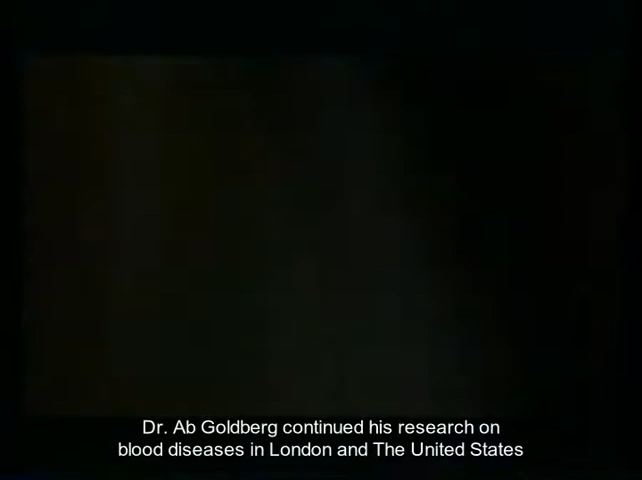 Dr. Ab Goldberg continued his research on
blood diseases in London and The United States